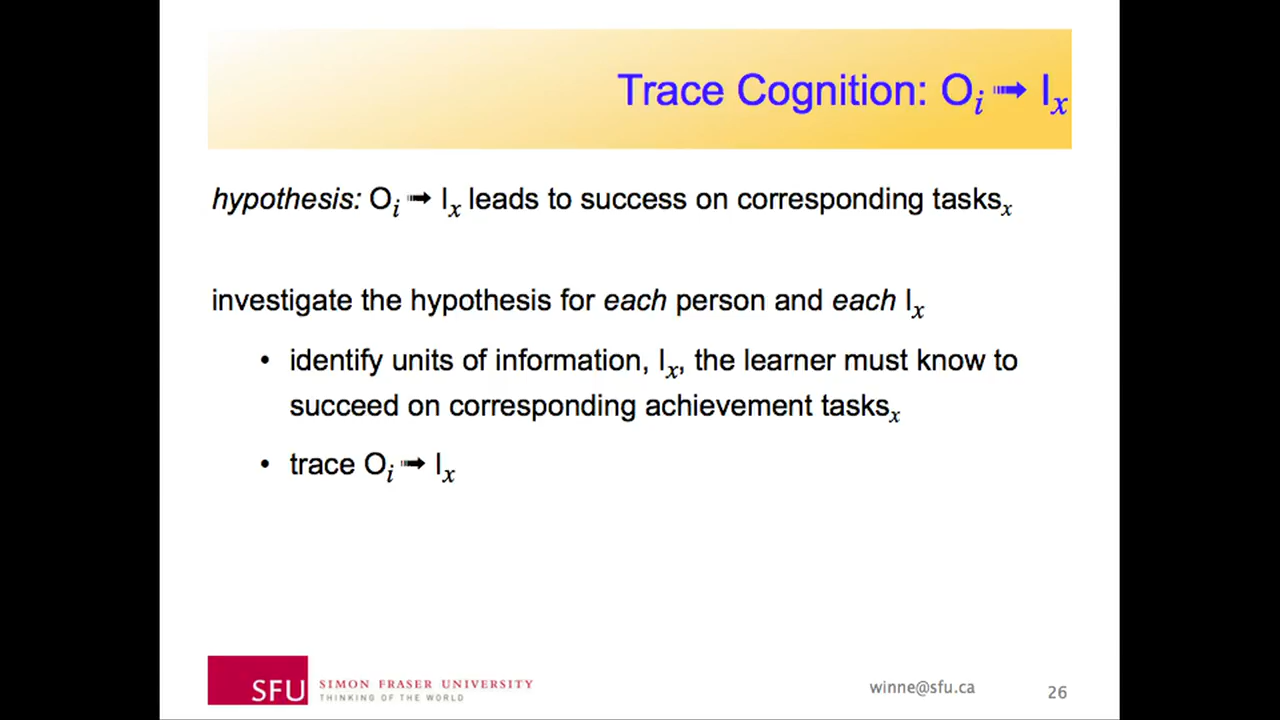 Trace Cognition: Oᵢ ➟ Iₓ
hypothesis: Oᵢ ➟ Iₓ leads to success on corresponding tasksₓ
investigate the hypothesis for each person and each Iₓ
• identify units of information, Iₓ, the learner must know to
succeed on corresponding achievement tasksₓ
• trace Oᵢ ➟ Iₓ
SFU
SIMON FRASER UNIVERSITY
THINKING OF THE WORLD
winne@sfu.ca
26